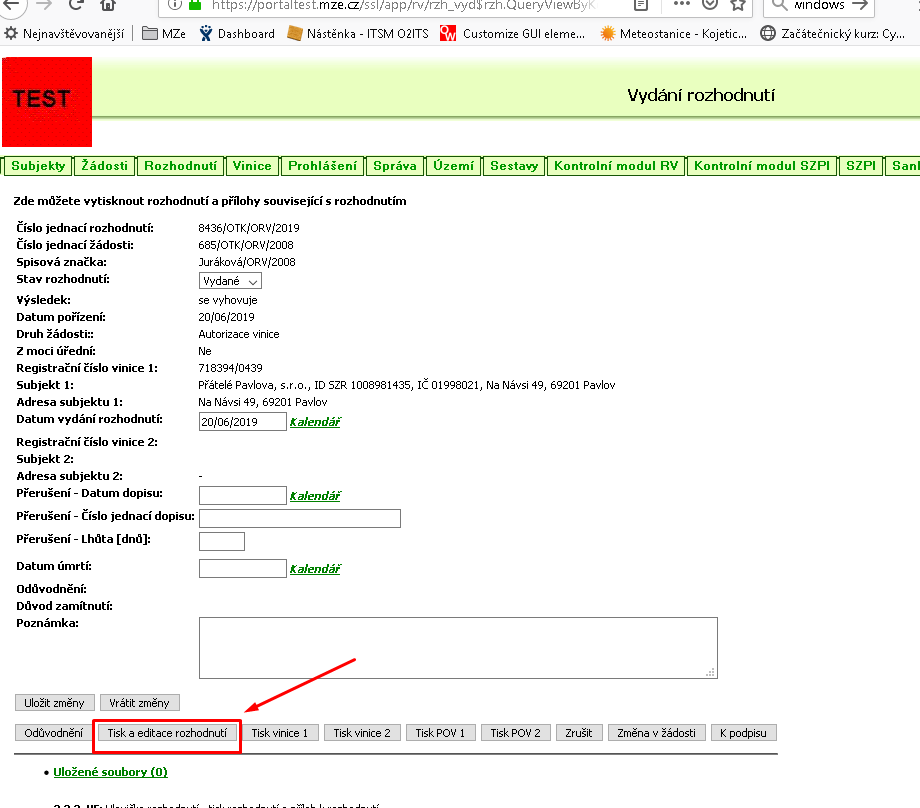 https://portaltest.mze.cz/ssl/app/rv/rzh_vyd$rzh.QueryViewByK
windows
Nejnavštěvovanější MZe Dashboard Nástěnka - ITSM O2ITS Customize GUI eleme... Meteostanice - Kojetic... Začátečnický kurz: Cy...
TEST
Vydání rozhodnutí
Subjekty Žádosti Rozhodnutí Vinice Prohlášení Správa Území Sestavy Kontrolní modul RV Kontrolní modul SZPI SZPI Sank
Zde můžete vytisknout rozhodnutí a přílohy související s rozhodnutím
Číslo jednací rozhodnutí: 8436/OTK/ORV/2019
Číslo jednací žádosti: 685/OTK/ORV/2008
Spisová značka: Juráková/ORV/2008
Stav rozhodnutí: Vydané
Výsledek: se vyhovuje
Datum pořízení: 20/06/2019
Druh žádosti:: Autorizace vinice
Z moci úřední: Ne
Registrační číslo vinice 1: 718394/0439
Subjekt 1: Přátelé Pavlova, s.r.o., ID SZR 1008981435, IČ 01998021, Na Návsi 49, 69201 Pavlov
Adresa subjektu 1: Na Návsi 49, 69201 Pavlov
Datum vydání rozhodnutí: 20/06/2019 Kalendář
Registrační číslo vinice 2:
Subjekt 2:
Adresa subjektu 2: -
Přerušení - Datum dopisu: Kalendář
Přerušení - Číslo jednací dopisu:
Přerušení - Lhůta [dnů]:
Datum úmrtí: Kalendář
Odůvodnění:
Důvod zamítnutí:
Poznámka:
Uložit změny Vrátit změny
Odůvodnění Tisk a editace rozhodnutí Tisk vinice 1 Tisk vinice 2 Tisk POV 1 Tisk POV 2 Zrušit Změna v žádosti K podpisu
• Uložené soubory (0)